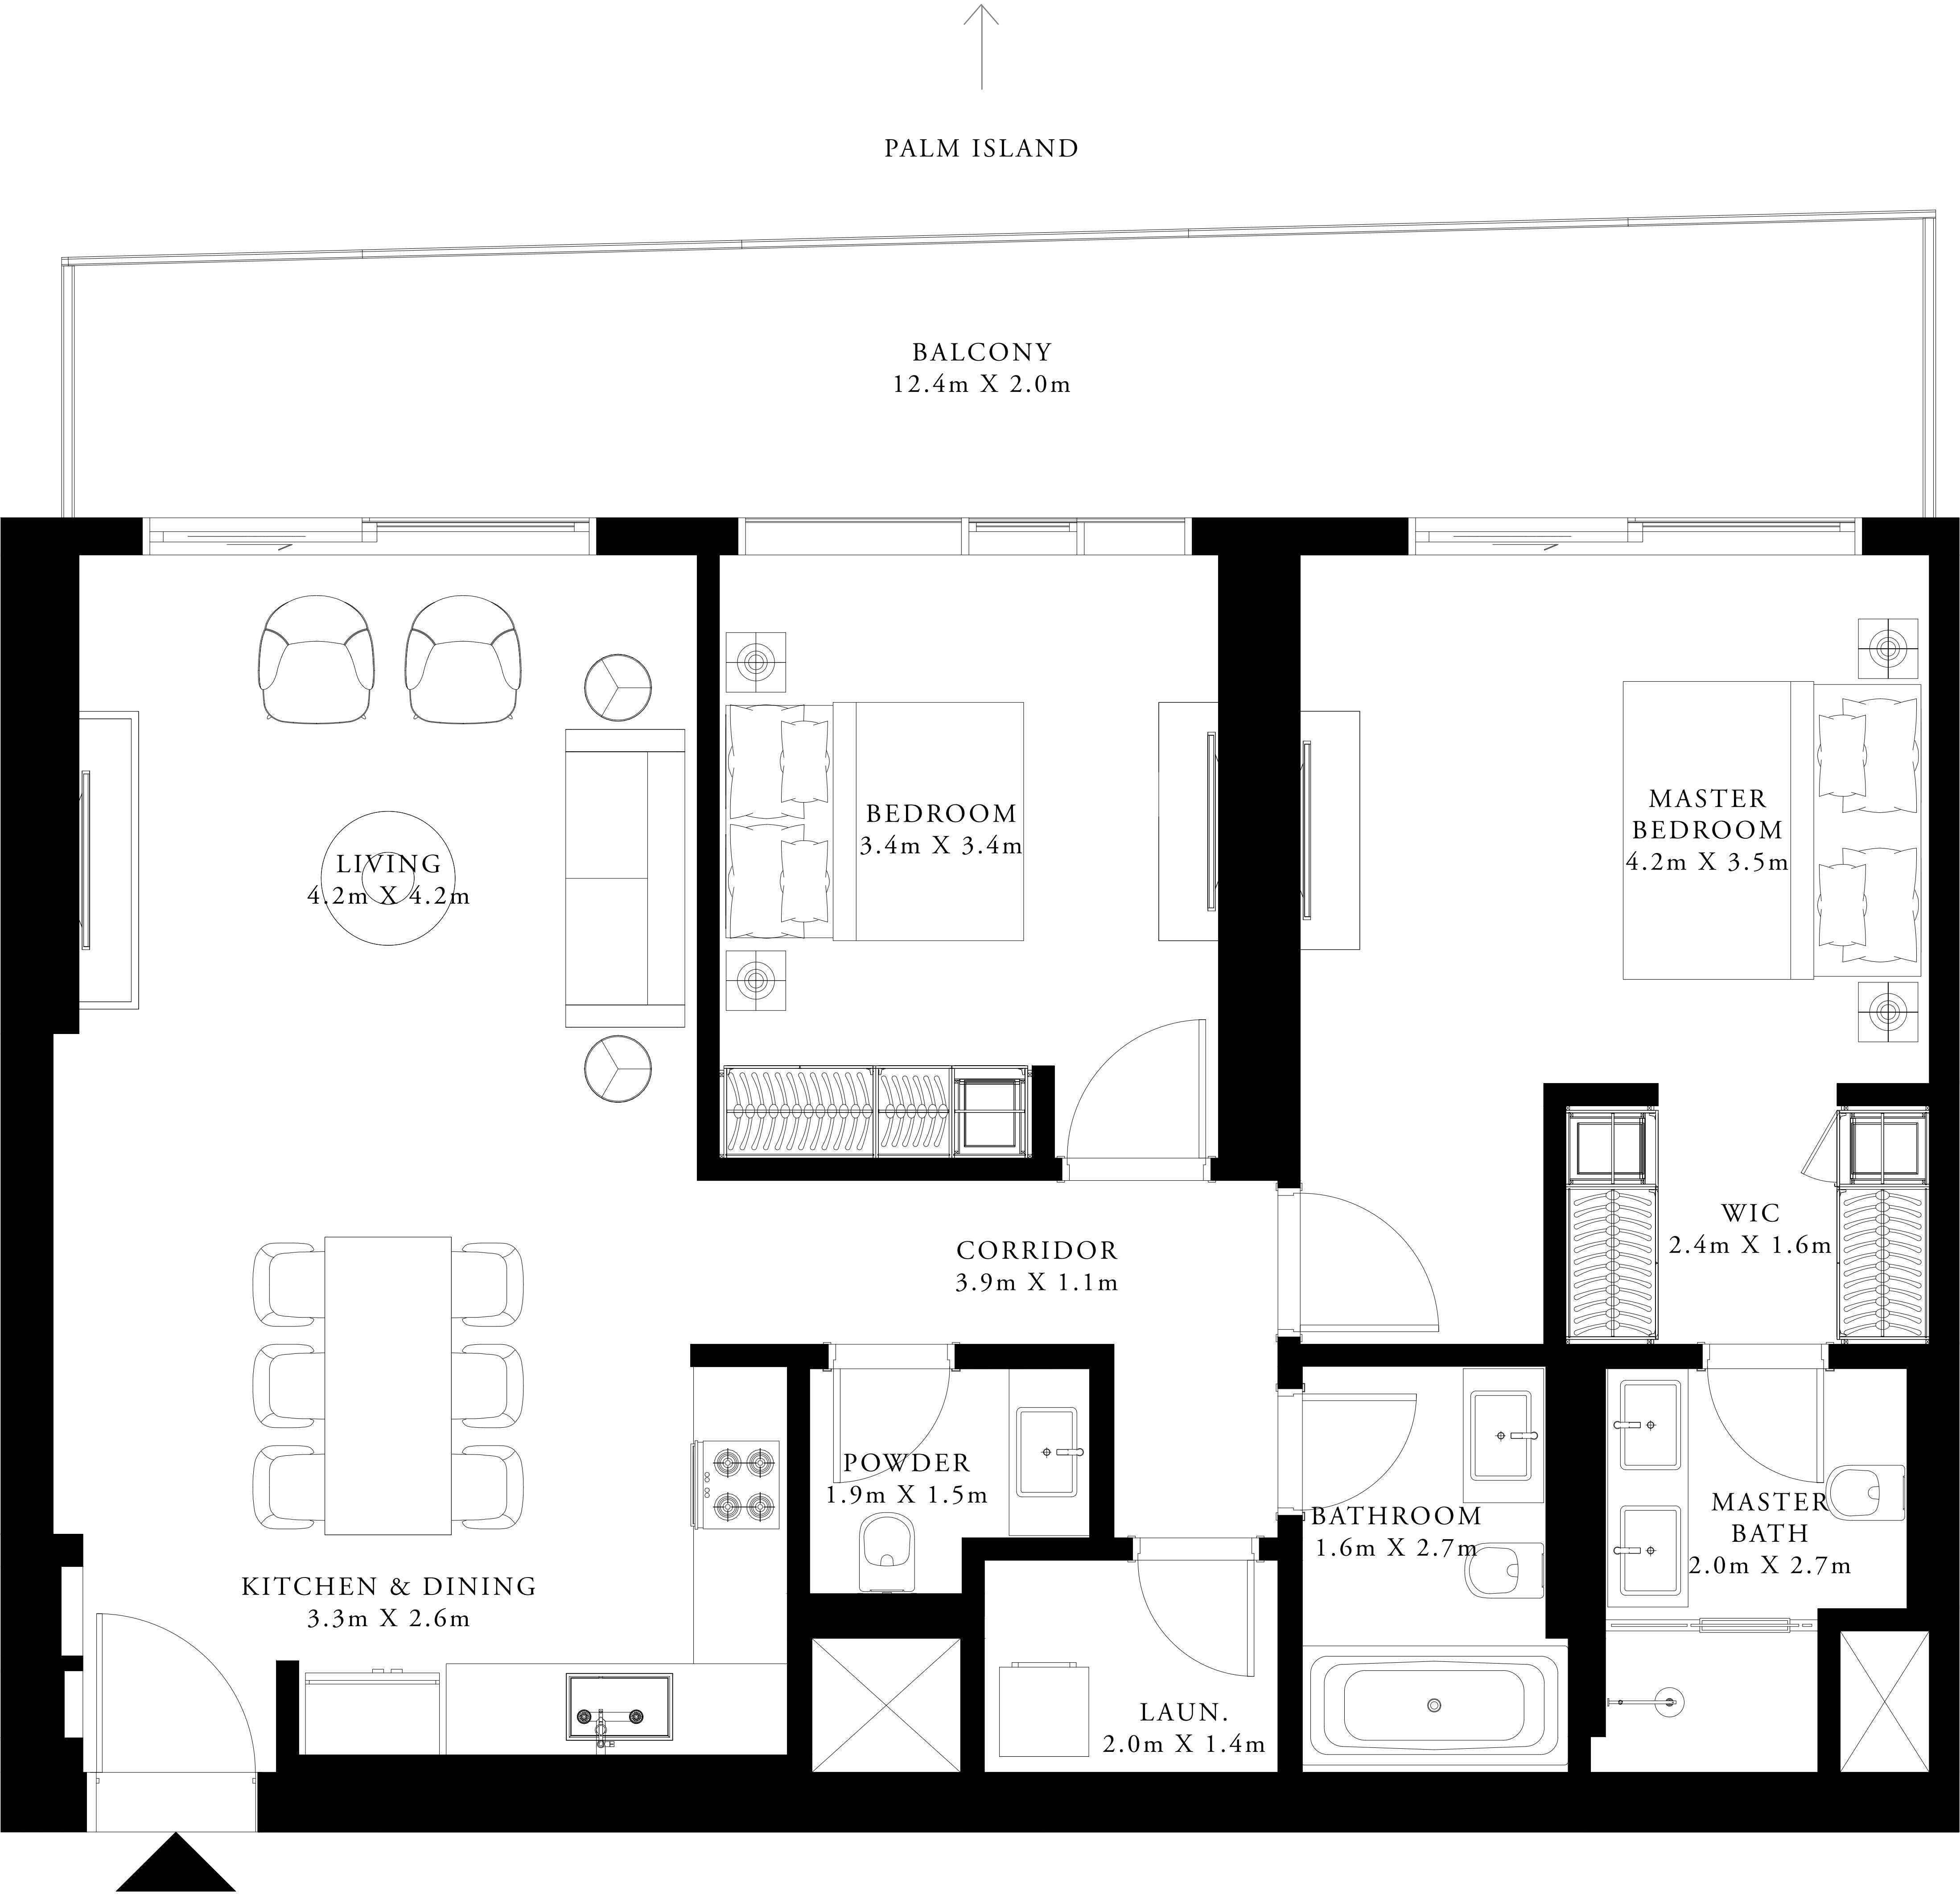 PALM ISLAND
BALCONY
12.4m X 2.0m
LIVING
4.2m X 4.2m
BEDROOM
3.4m X 3.4m
MASTER
BEDROOM
4.2m X 3.5m
CORRIDOR
3.9m X 1.1m
WIC
2.4m X 1.6m
KITCHEN & DINING
3.3m X 2.6m
POWDER
1.9m X 1.5m
BATHROOM
1.6m X 2.7m
MASTER
BATH
2.0m X 2.7m
LAUN.
2.0m X 1.4m